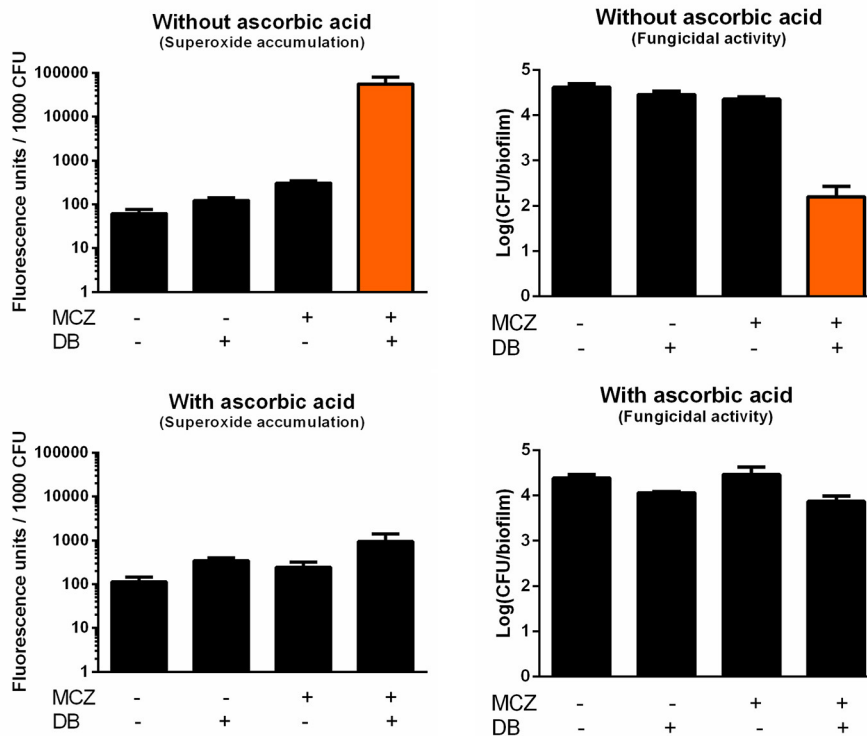 Without ascorbic acid
(Superoxide accumulation)
Fluorescence units / 1000 CFU
100000
10000
1000
100
10
1
MCZ - - + +
DB - + - +
Without ascorbic acid
(Fungicidal activity)
Log(CFU/biofilm)
5
4
3
2
1
0
MCZ - - + +
DB - + - +
With ascorbic acid
(Superoxide accumulation)
Fluorescence units / 1000 CFU
100000
10000
1000
100
10
1
MCZ - - + +
DB - + - +
With ascorbic acid
(Fungicidal activity)
Log(CFU/biofilm)
5
4
3
2
1
0
MCZ - - + +
DB - + - +